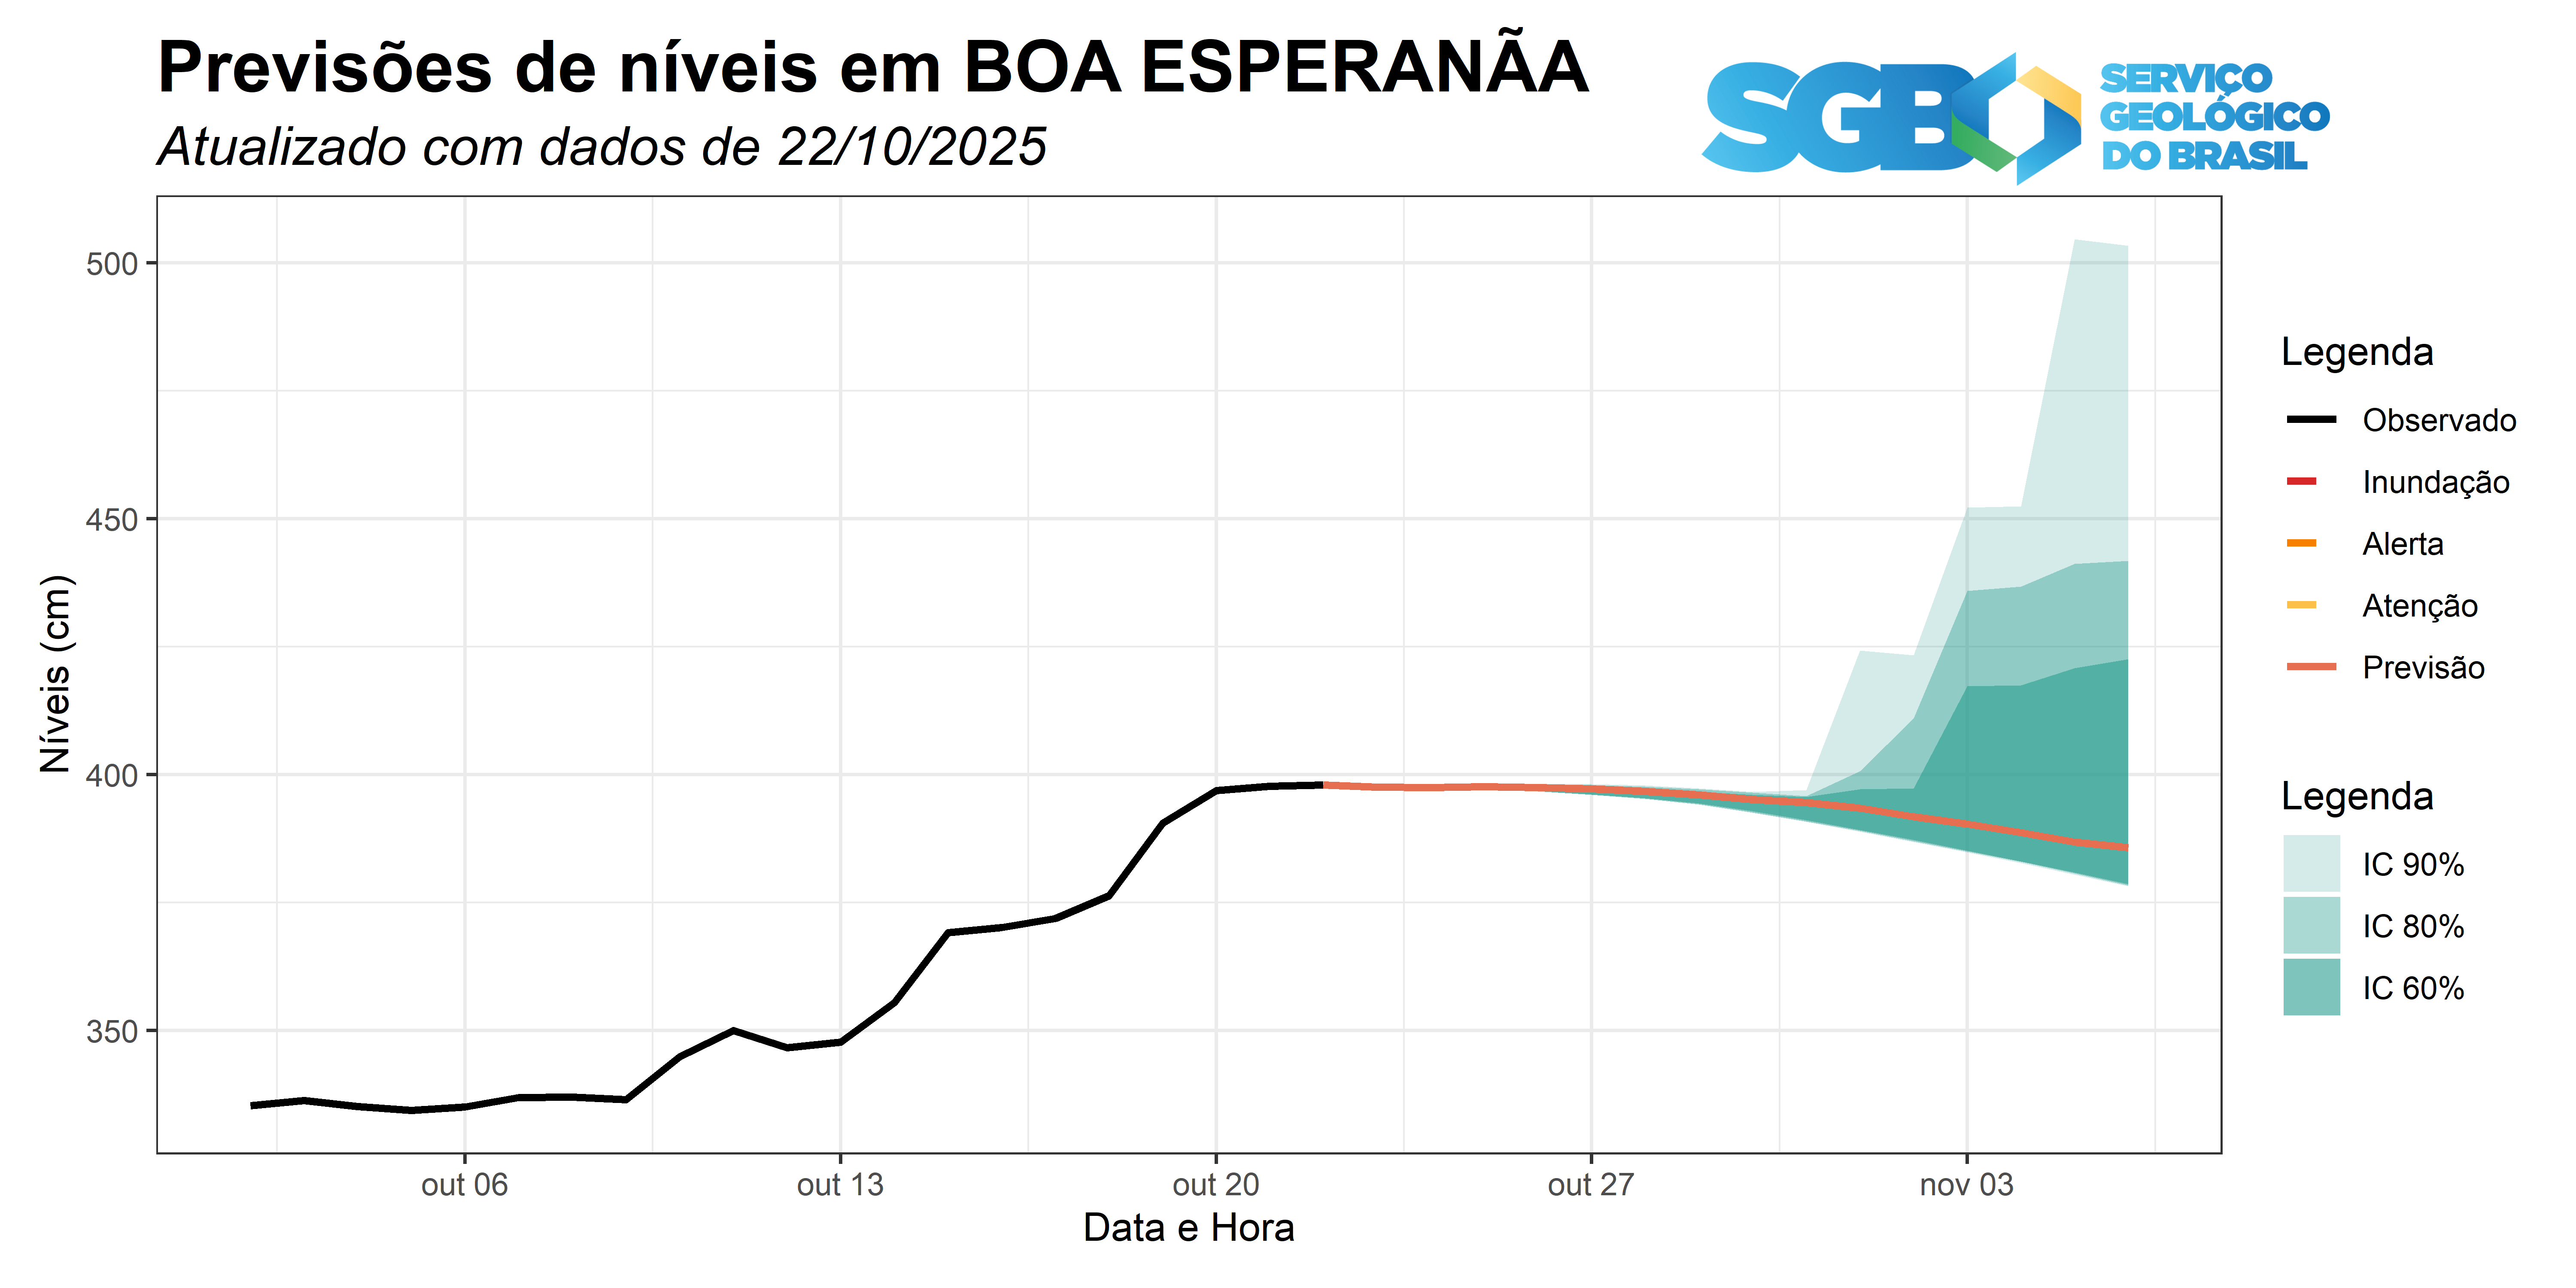 Previsões de níveis em BOA ESPERANÃA
Atualizado com dados de 22/10/2025
SGB
SERVIÇO
GEOLÓGICO
DO BRASIL
500
450
400
350
Níveis (cm)
out 06
out 13
out 20
out 27
nov 03
Data e Hora
Legenda
Observado
Inundação
Alerta
Atenção
Previsão
Legenda
IC 90%
IC 80%
IC 60%